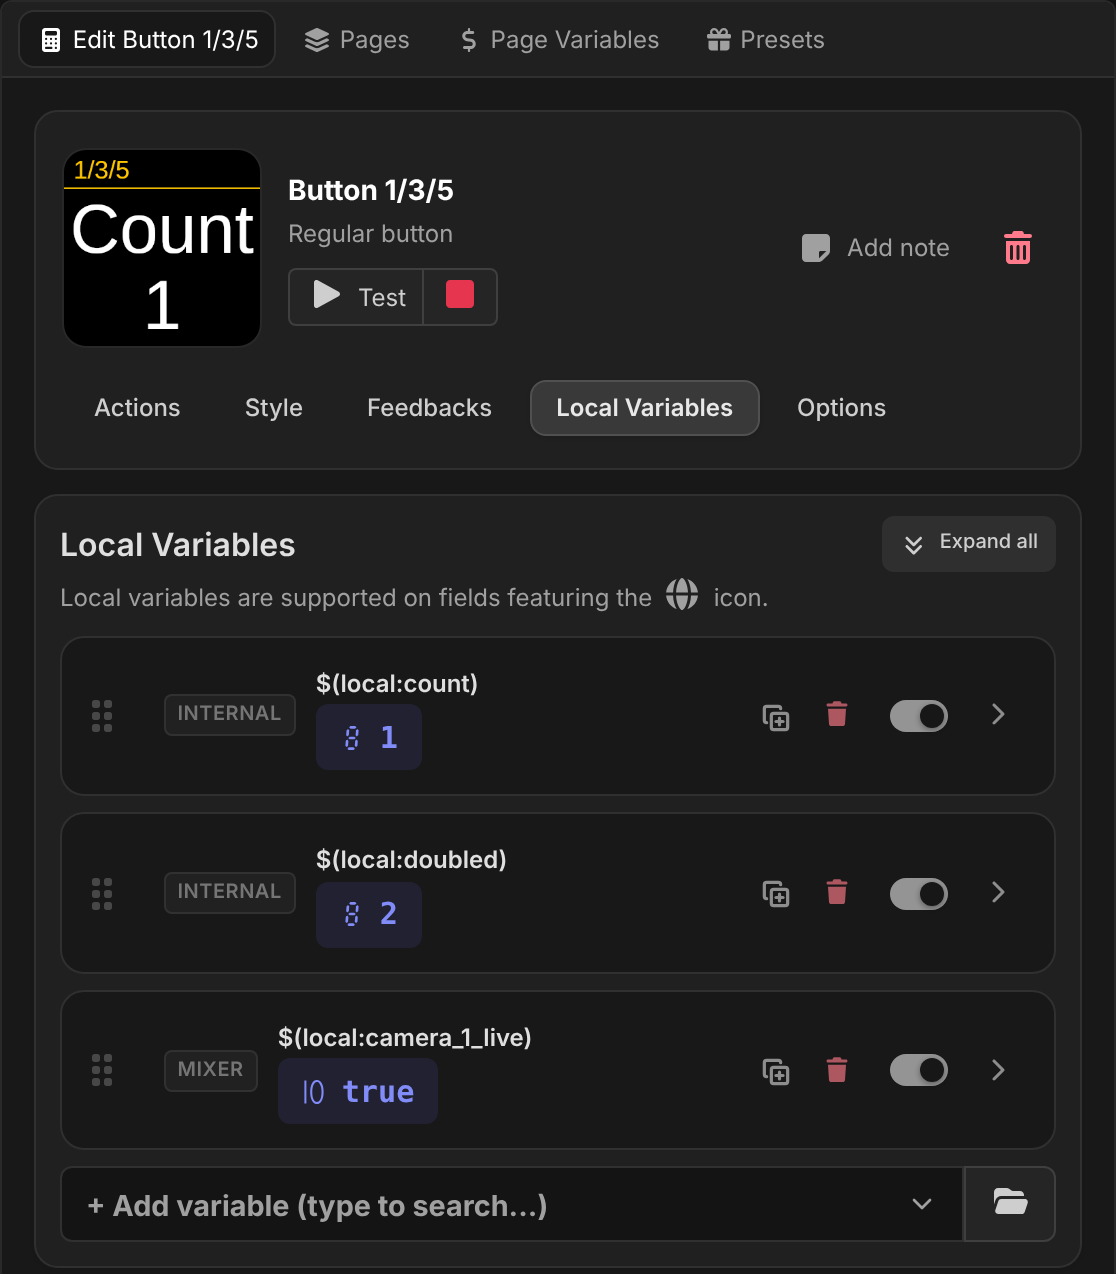 Edit Button 1/3/5
Pages
Page Variables
Presets
1/3/5
Count
1
Button 1/3/5
Regular button
Test
Add note
Actions
Style
Feedbacks
Local Variables
Options
Local Variables
Expand all
Local variables are supported on fields featuring the icon.
INTERNAL
$(local:count)
1
INTERNAL
$(local:doubled)
2
MIXER
$(local:camera_1_live)
true
+ Add variable (type to search...)